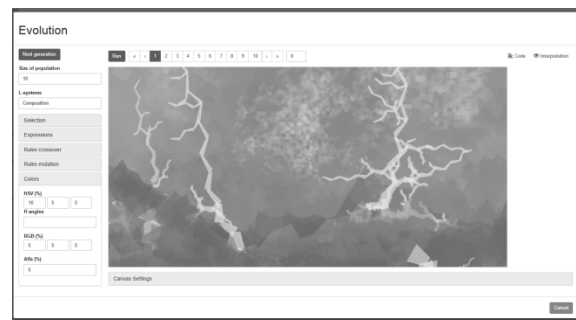 Evolution
Next generation
Run « ‹ 1 2 3 4 5 6 7 8 9 10 › » 8
Code Interpretation
Size of population
10
L-systems
Composition
Selection
Expressions
Rules crossover
Rules mutation
Colors
HSV (%)
10 5 5
H angles
RGB (%)
5 5 5
Alfa (%)
5
Canvas Settings
Cancel